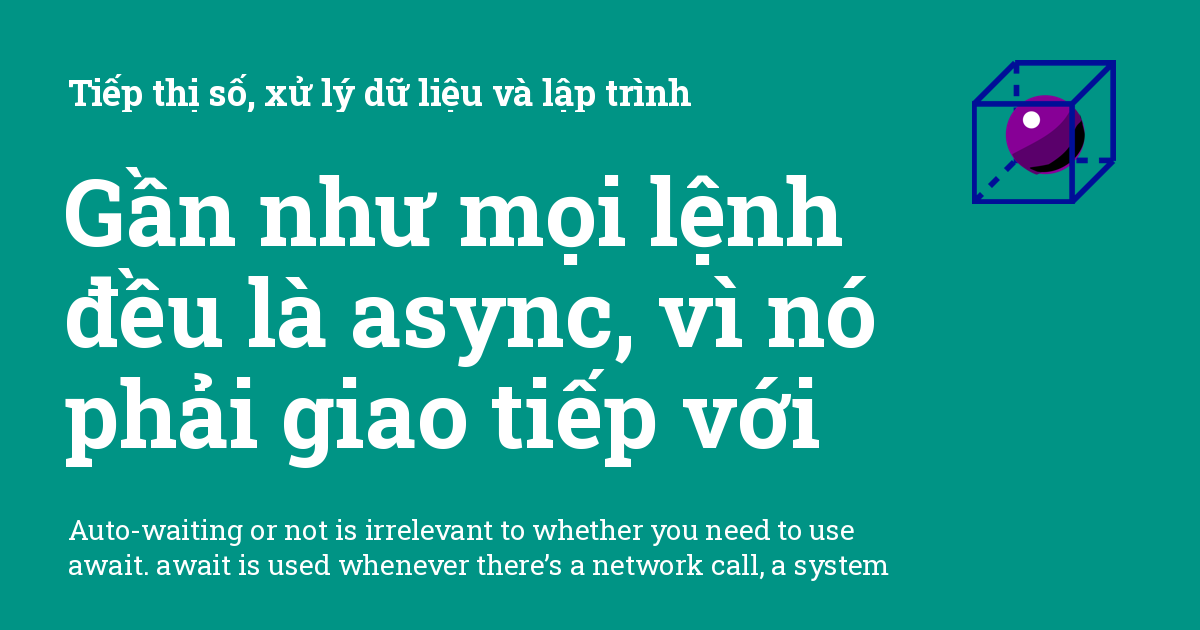 Tiếp thị số, xử lý dữ liệu và lập trình
Gần như mọi lệnh
đều là async, vì nó
phải giao tiếp với
Auto-waiting or not is irrelevant to whether you need to use
await. await is used whenever there’s a network call, a system